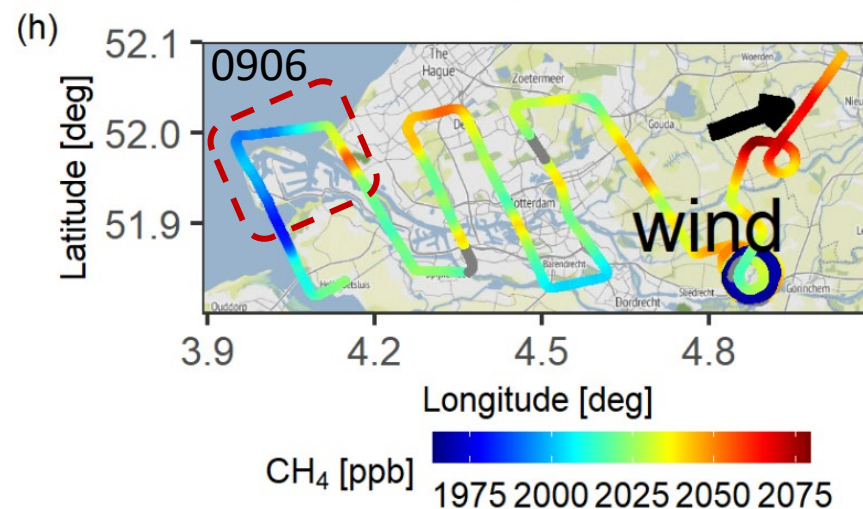 (h)
52.1
52.0
51.9
Latitude [deg]
0906
The
Hague
Zoetermeer
Woerden
Gouda
Rotterdam
wind
Barendrecht
Sliedrecht
Gorinchem
Dordrecht
Ouddorp
3.9 4.2 4.5 4.8
Longitude [deg]
CH₄ [ppb]
1975 2000 2025 2050 2075